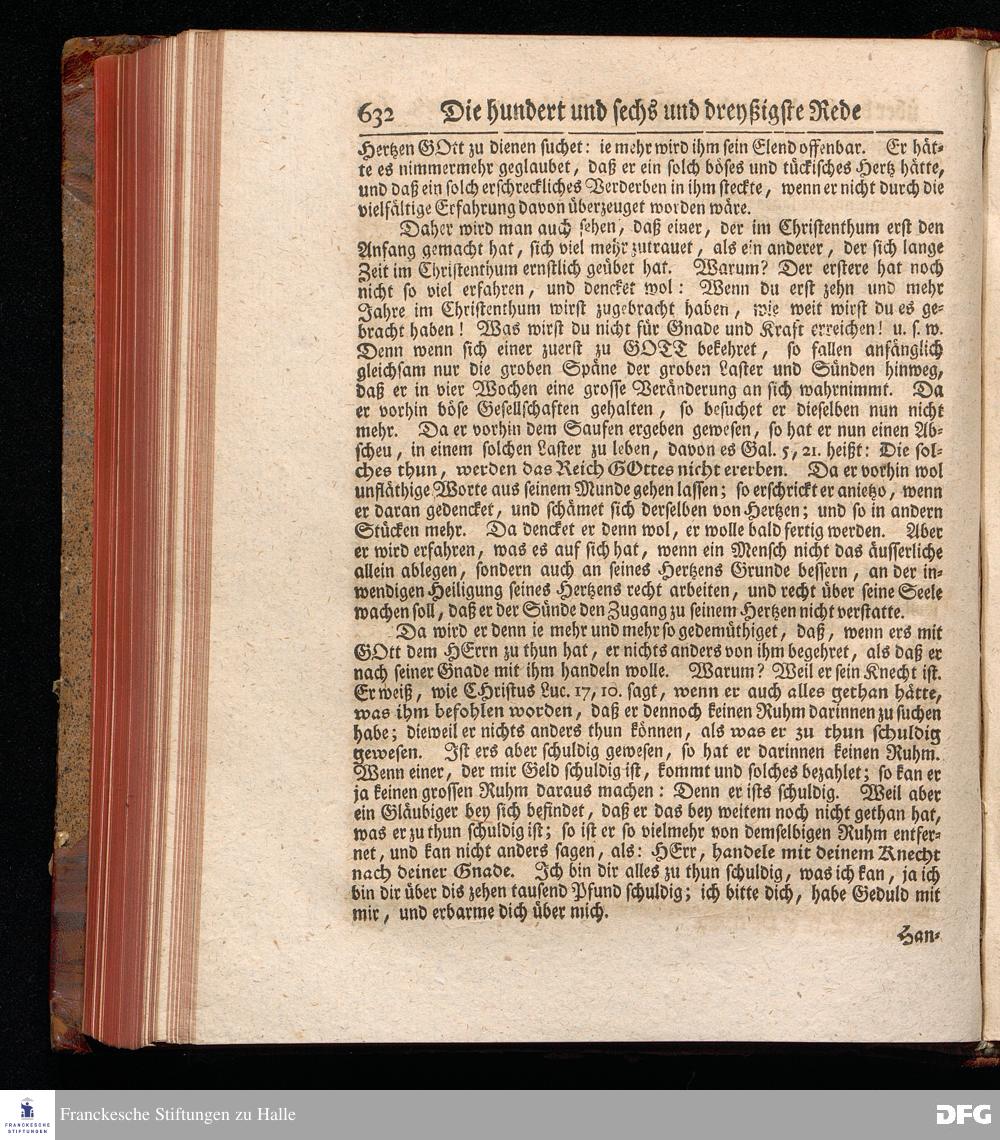 632 Die hundert und sechs und dreyßigste Rede
Hertzen GOtt zu dienen suchet: ie mehr wird ihm sein Elend offenbar. Er hät-
te es nimmermehr geglaubet, daß er ein solch böses und tückisches Hertz hätte,
und daß ein solch erschreckliches Verderben in ihm steckte, wenn er nicht durch die
vielfältige Erfahrung davon überzeuget worden wäre.
Daher wird man auch sehen, daß einer, der im Christenthum erst den
Anfang gemacht hat, sich viel mehr zutrauet, als ein anderer, der sich lange
Zeit im Christenthum ernstlich geübet hat. Warum? Der erstere hat noch
nicht so viel erfahren, und dencket wol: Wenn du erst zehn und mehr
Jahre im Christenthum wirst zugebracht haben, wie weit wirst du es ge-
bracht haben! Was wirst du nicht für Gnade und Kraft erreichen! u. s. w.
Denn wenn sich einer zuerst zu GOTT bekehret, so fallen anfänglich
gleichsam nur die groben Späne der groben Laster und Sünden hinweg,
daß er in vier Wochen eine grosse Veränderung an sich wahrnimmt. Da
er vorhin böse Gesellschaften gehalten, so besuchet er dieselben nun nicht
mehr. Da er vorhin dem Saufen ergeben gewesen, so hat er nun einen Ab-
scheu, in einem solchen Laster zu leben, davon es Gal. 5, 21. heißt: Die sol-
ches thun, werden das Reich GOttes nicht ererben. Da er vorhin wol
unfläthige Worte aus seinem Munde gehen lassen; so erschrickt er anietzo, wenn
er daran gedencket, und schämet sich derselben von Hertzen; und so in andern
Stücken mehr. Da dencket er denn wol, er wolle bald fertig werden. Aber
er wird erfahren, was es auf sich hat, wenn ein Mensch nicht das äusserliche
allein ablegen, sondern auch an seines Hertzens Grunde bessern, an der in-
wendigen Heiligung seines Hertzens recht arbeiten, und recht über seine Seele
wachen soll, daß er der Sünde den Zugang zu seinem Hertzen nicht verstatte.
Da wird er denn ie mehr und mehr so gedemüthiget, daß, wenn ers mit
GOtt dem HErrn zu thun hat, er nichts anders von ihm begehret, als daß er
nach seiner Gnade mit ihm handeln wolle. Warum? Weil er sein Knecht ist.
Er weiß, wie CHristus Luc. 17, 10. sagt, wenn er auch alles gethan hätte,
was ihm befohlen worden, daß er dennoch keinen Ruhm darinnen zu suchen
habe; dieweil er nichts anders thun können, als was er zu thun schuldig
gewesen. Ist ers aber schuldig gewesen, so hat er darinnen keinen Ruhm.
Wenn einer, der mir Geld schuldig ist, kommt und solches bezahlet; so kan er
ja keinen grossen Ruhm daraus machen: Denn er ists schuldig. Weil aber
ein Gläubiger bey sich befindet, daß er das bey weitem noch nicht gethan hat,
was er zu thun schuldig ist; so ist er so vielmehr von demselbigen Ruhm entfer-
net, und kan nicht anders sagen, als: HErr, handele mit deinem Knecht
nach deiner Gnade. Ich bin dir alles zu thun schuldig, was ich kan, ja ich
bin dir über dis zehen tausend Pfund schuldig; ich bitte dich, habe Geduld mit
mir, und erbarme dich über mich.
Han-
FRANCKESCHE
STIFTUNGEN
Franckesche Stiftungen zu Halle
DFG